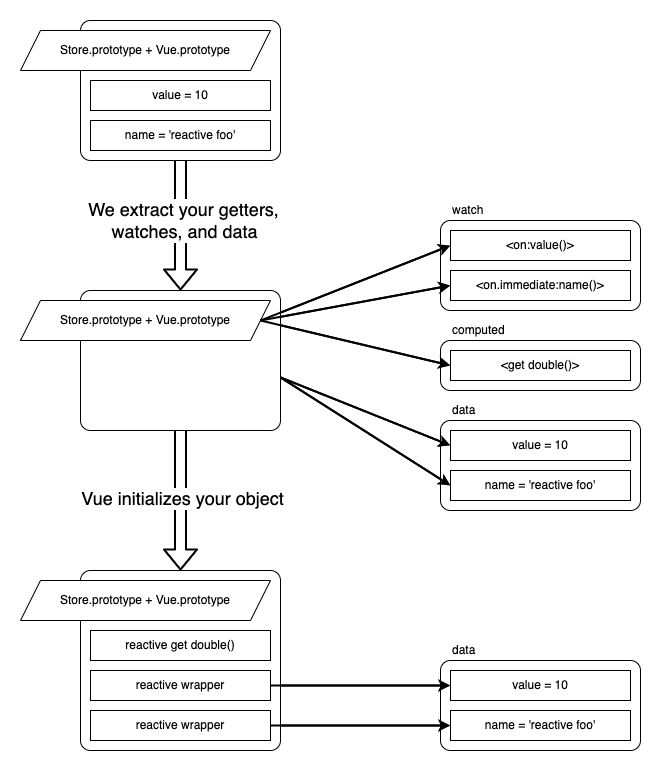 Store.prototype + Vue.prototype
value = 10
name = 'reactive foo'
We extract your getters,
watches, and data
watch
<on:value()>
<on.immediate:name()>
Store.prototype + Vue.prototype
computed
<get double()>
data
value = 10
name = 'reactive foo'
Vue initializes your object
Store.prototype + Vue.prototype
reactive get double()
reactive wrapper
reactive wrapper
data
value = 10
name = 'reactive foo'